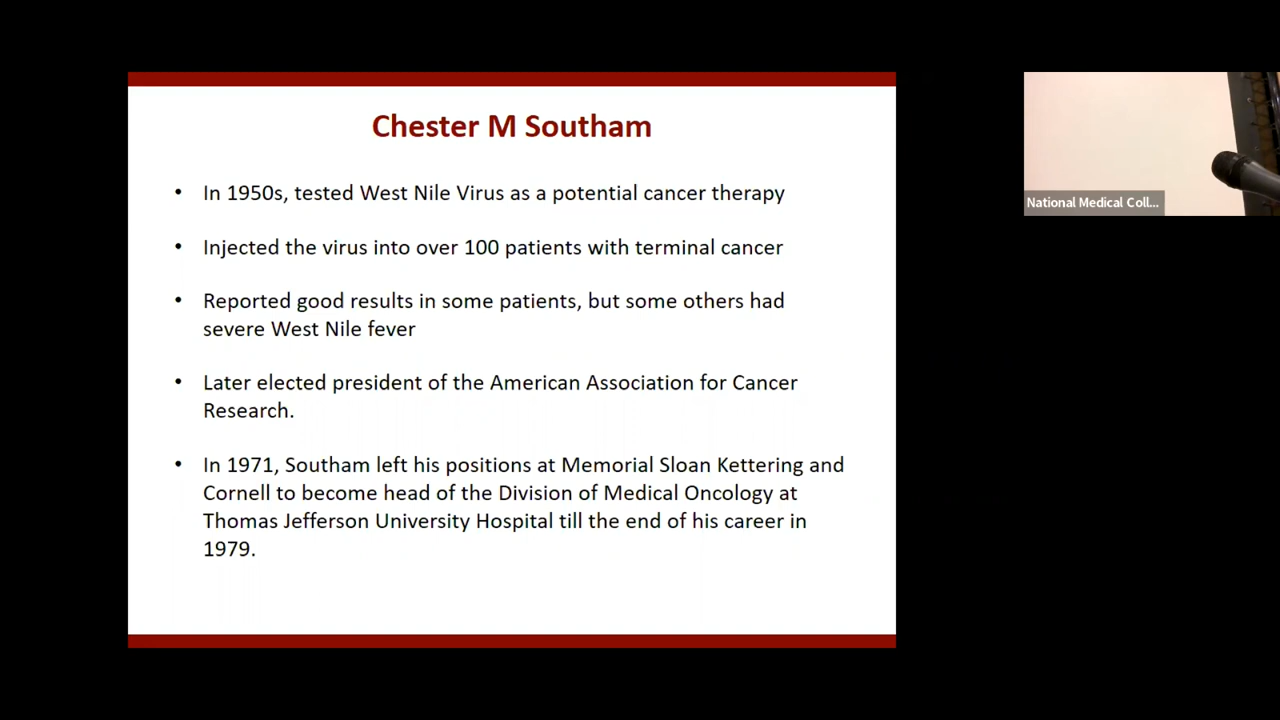 Chester M Southam
• In 1950s, tested West Nile Virus as a potential cancer therapy
• Injected the virus into over 100 patients with terminal cancer
• Reported good results in some patients, but some others had
severe West Nile fever
• Later elected president of the American Association for Cancer
Research.
• In 1971, Southam left his positions at Memorial Sloan Kettering and
Cornell to become head of the Division of Medical Oncology at
Thomas Jefferson University Hospital till the end of his career in
1979.
National Medical Coll...